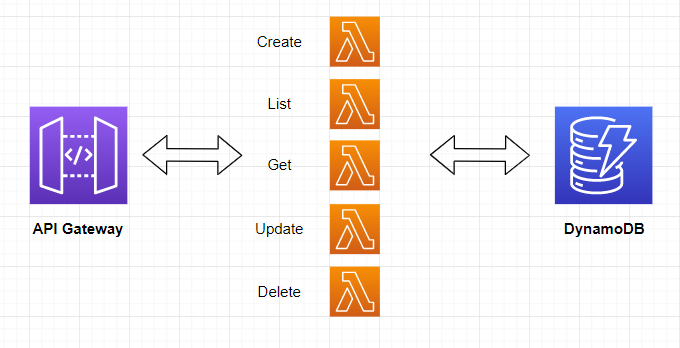 Create
List
Get
Update
Delete
</>
API Gateway
DynamoDB